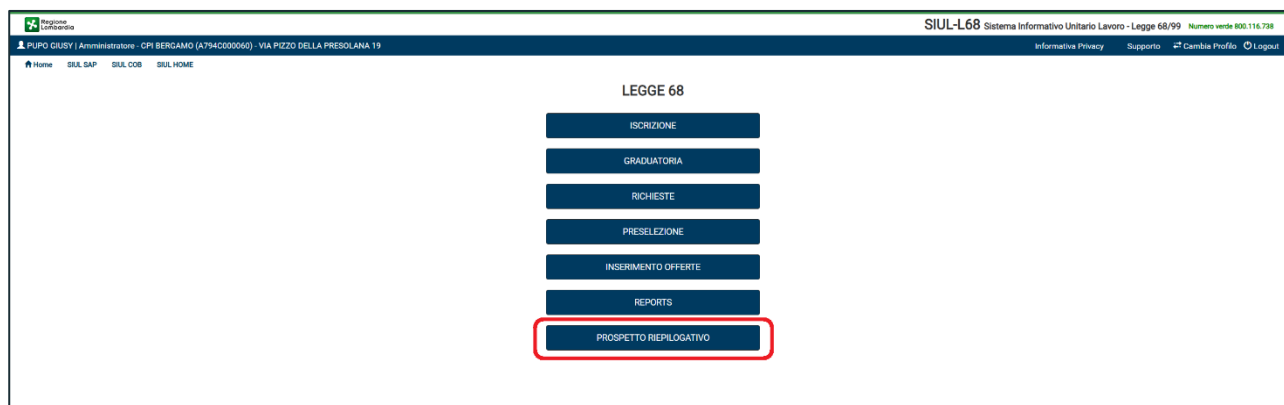 Regione
Lombardia
SIUL-L68 Sistema Informativo Unitario Lavoro - Legge 68/99 Numero verde 800.116.738
PUPO GIUSY | Amministratore - CPI BERGAMO (A794C000060) - VIA PIZZO DELLA PRESOLANA 19
Informativa Privacy Supporto Cambia Profilo Logout
Home SIUL SAP SIUL COB SIUL HOME
LEGGE 68
ISCRIZIONE
GRADUATORIA
RICHIESTE
PRESELEZIONE
INSERIMENTO OFFERTE
REPORTS
PROSPETTO RIEPILOGATIVO